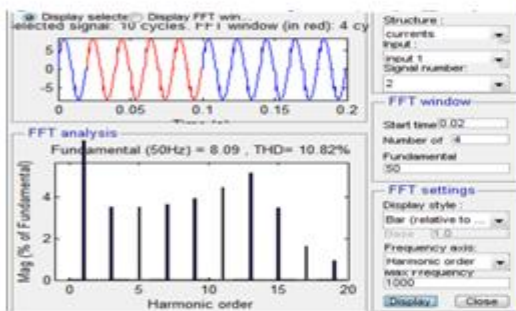 Display selecte Display FFT win...
elected signal: 10 cycles. FFT window (in red): 4 cy
5
0
-5
0 0.05 0.1 0.15 0.2
FFT analysis
Fundamental (50Hz) = 8.09 , THD= 10.82%
Mag (% of Fundamental)
4
2
0
0 5 10 15 20
Harmonic order
Structure :
currents
Input :
input 1
Signal number:
2
FFT window
Start time 0.02
Number of 4
Fundamental
50
FFT settings
Display style :
Bar (relative to ...
Base 1.0
Frequency axis:
Harmonic order
Max Frequency
1000
Display Close